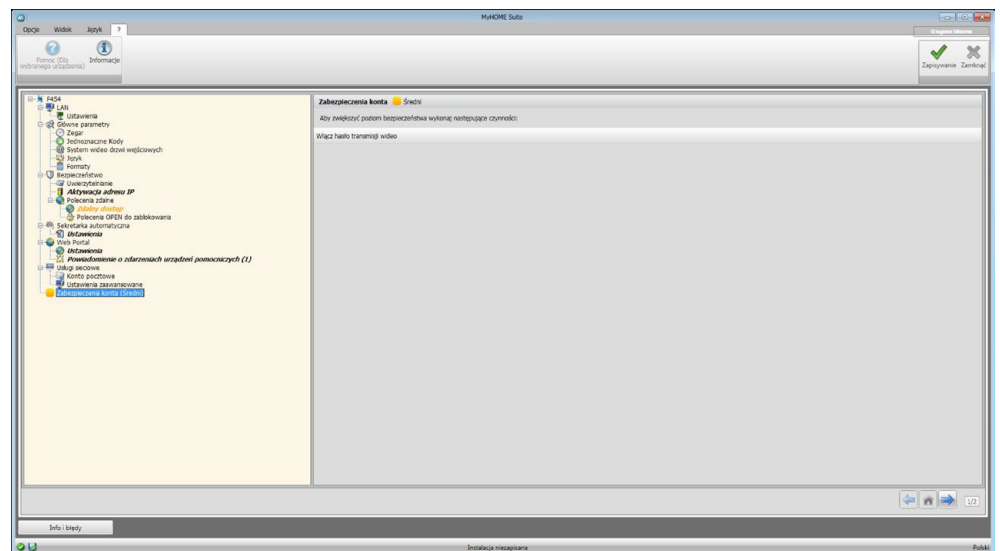 MyHOME Suite
Opcje Widok Język ?
Pomoc (Dla wybranego urządzenia)
Informacje
Zapisywanie Zamknąć
F454
LAN
Ustawienia
Główne parametry
Zegar
Jednoznaczne Kody
System wideo drzwi wejściowych
Język
Formaty
Bezpieczeństwo
Uwierzytelnianie
Aktywacja adresu IP
Polecenia zdalne
Zdalny dostęp
Polecenia OPEN do zablokowania
Sekretarka automatyczna
Ustawienia
Web Portal
Ustawienia
Powiadomienie o zdarzeniach urządzeń pomocniczych (1)
Usługi sieciowe
Konto pocztowe
Ustawienia zaawansowane
Zabezpieczenia konta (Średni)
Zabezpieczenia konta Średni
Aby zwiększyć poziom bezpieczeństwa wykonaj następujące czynności:
Włącz hasło transmisji wideo
1/2
Info i błędy
Instalacja niezapisana
Polski